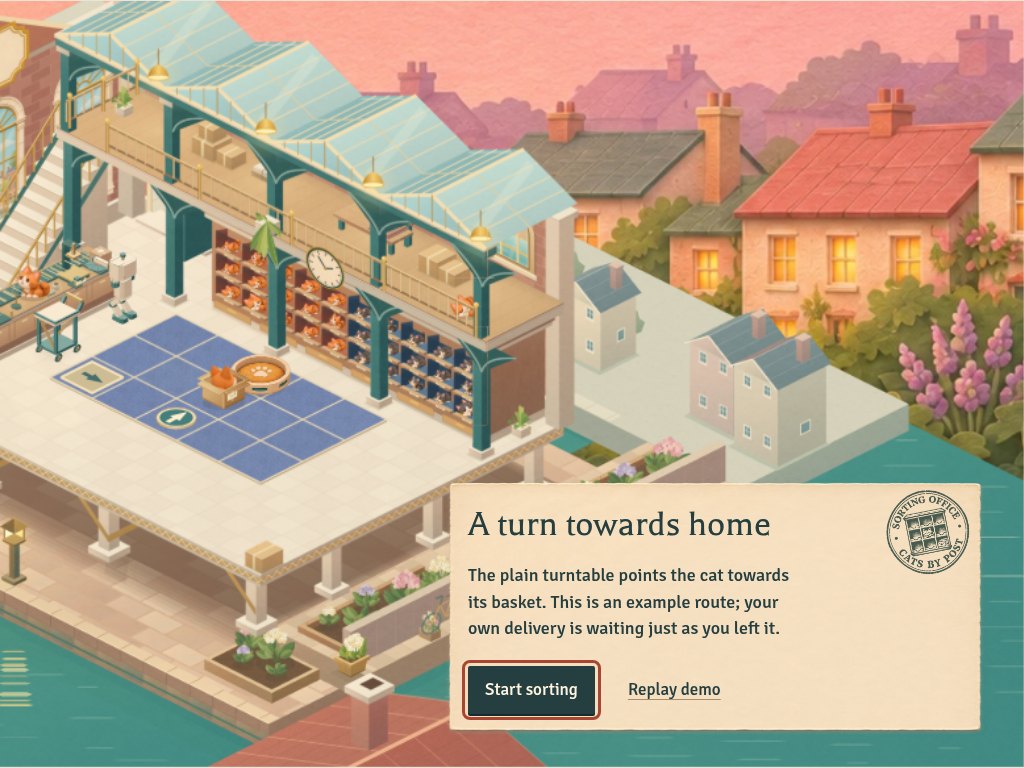 A turn towards home
SORTING OFFICE
CATS BY POST
The plain turntable points the cat towards
its basket. This is an example route; your
own delivery is waiting just as you left it.
Start sorting
Replay demo